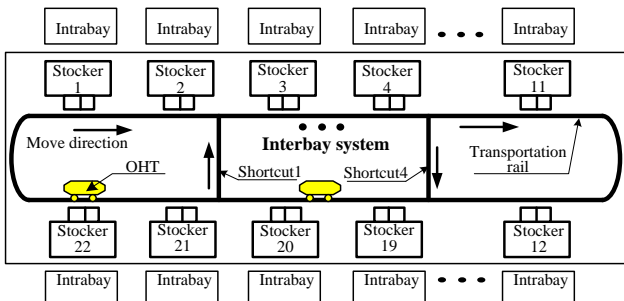 Intrabay Intrabay Intrabay Intrabay Intrabay
Stocker 1 Stocker 2 Stocker 3 Stocker 4 Stocker 11
Move direction
Interbay system
Transportation rail
OHT
Shortcut1
Shortcut4
Stocker 22 Stocker 21 Stocker 20 Stocker 19 Stocker 12
Intrabay Intrabay Intrabay Intrabay Intrabay